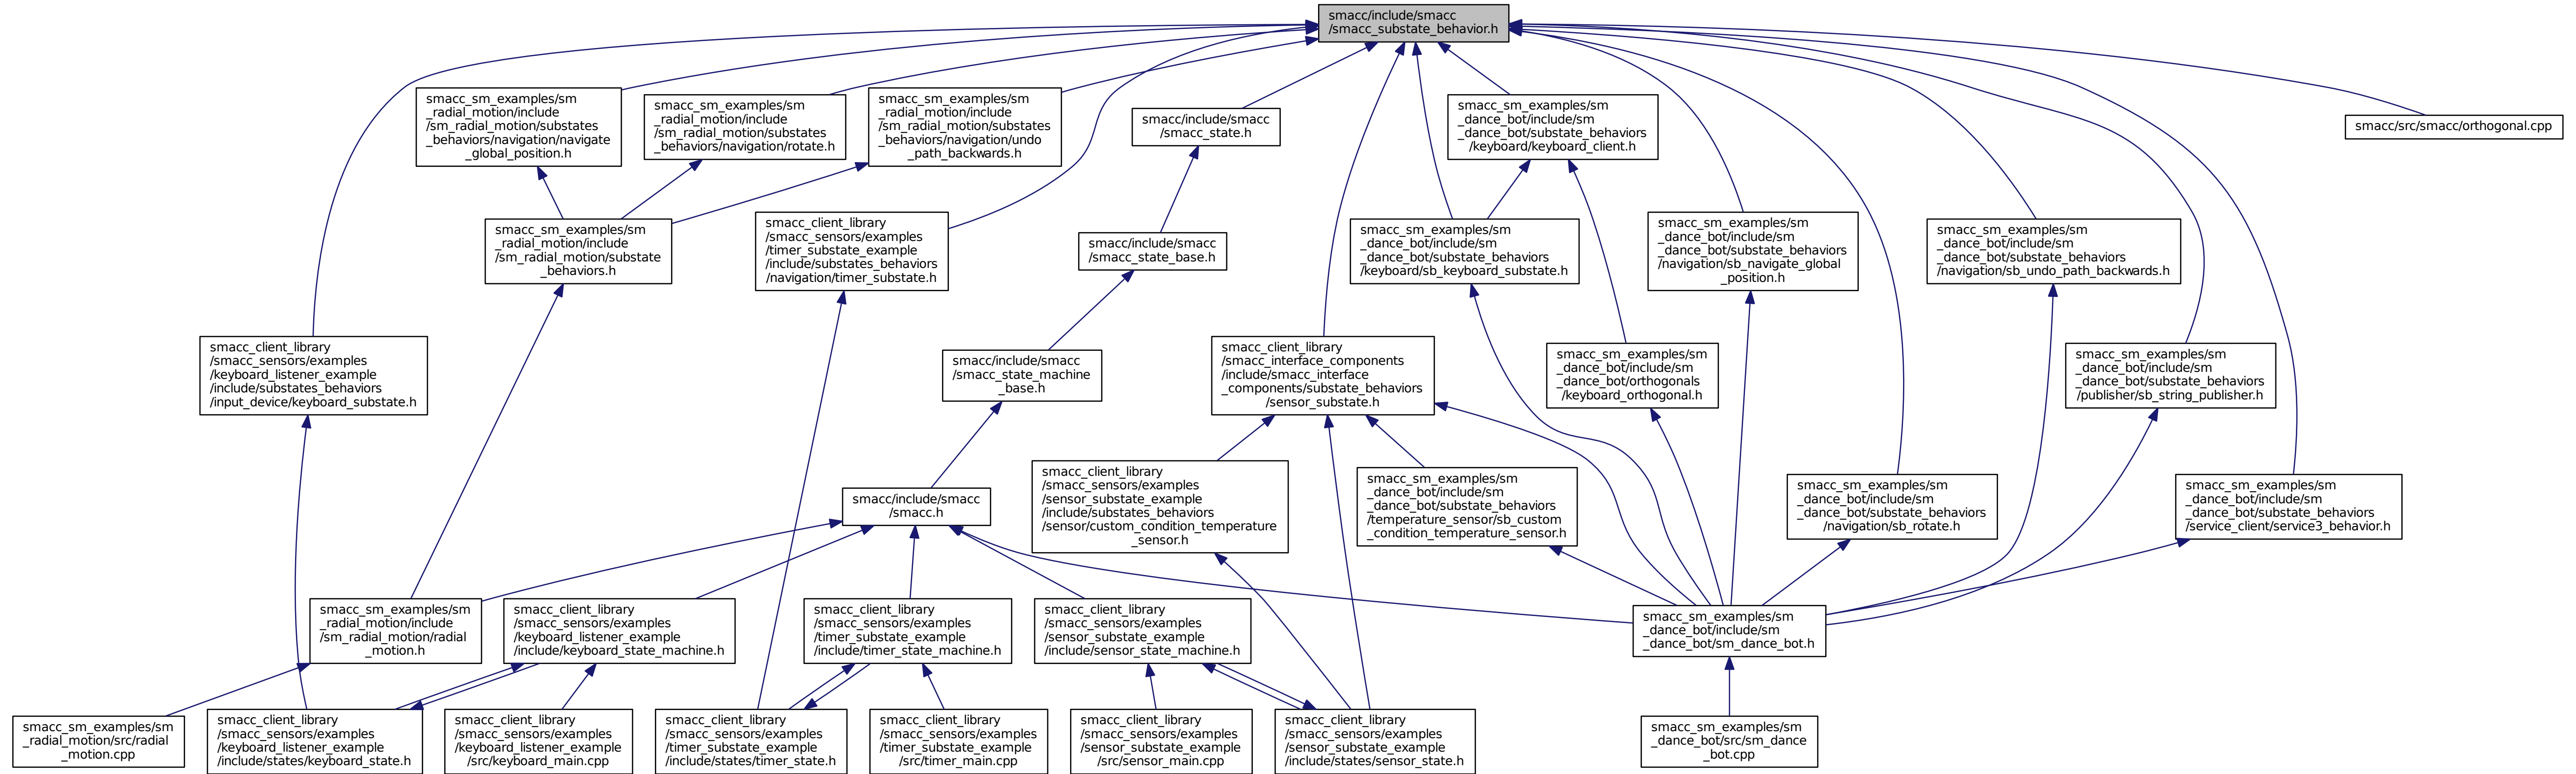 smacc/include/smacc
/smacc_substate_behavior.h
smacc_sm_examples/sm
_radial_motion/include
/sm_radial_motion/substates
_behaviors/navigation/navigate
_global_position.h
smacc_sm_examples/sm
_radial_motion/include
/sm_radial_motion/substates
_behaviors/navigation/rotate.h
smacc_sm_examples/sm
_radial_motion/include
/sm_radial_motion/substates
_behaviors/navigation/undo
_path_backwards.h
smacc/include/smacc
/smacc_state.h
smacc_sm_examples/sm
_dance_bot/include/sm
_dance_bot/substate_behaviors
/keyboard/keyboard_client.h
smacc/src/smacc/orthogonal.cpp
smacc_sm_examples/sm
_radial_motion/include
/sm_radial_motion/substate
_behaviors.h
smacc_client_library
/smacc_sensors/examples
/timer_substate_example
/include/substates_behaviors
/navigation/timer_substate.h
smacc/include/smacc
/smacc_state_base.h
smacc_sm_examples/sm
_dance_bot/include/sm
_dance_bot/substate_behaviors
/keyboard/sb_keyboard_substate.h
smacc_sm_examples/sm
_dance_bot/include/sm
_dance_bot/substate_behaviors
/navigation/sb_navigate_global
_position.h
smacc_sm_examples/sm
_dance_bot/include/sm
_dance_bot/substate_behaviors
/navigation/sb_undo_path_backwards.h
smacc_client_library
/smacc_sensors/examples
/keyboard_listener_example
/include/substates_behaviors
/input_device/keyboard_substate.h
smacc/include/smacc
/smacc_state_machine
_base.h
smacc_client_library
/smacc_interface_components
/include/smacc_interface
_components/substate_behaviors
/sensor_substate.h
smacc_sm_examples/sm
_dance_bot/include/sm
_dance_bot/orthogonals
/keyboard_orthogonal.h
smacc_sm_examples/sm
_dance_bot/include/sm
_dance_bot/substate_behaviors
/publisher/sb_string_publisher.h
smacc/include/smacc
/smacc.h
smacc_client_library
/smacc_sensors/examples
/sensor_substate_example
/include/substates_behaviors
/sensor/custom_condition_temperature
_sensor.h
smacc_sm_examples/sm
_dance_bot/include/sm
_dance_bot/substate_behaviors
/temperature_sensor/sb_custom
_condition_temperature_sensor.h
smacc_sm_examples/sm
_dance_bot/include/sm
_dance_bot/substate_behaviors
/navigation/sb_rotate.h
smacc_sm_examples/sm
_dance_bot/include/sm
_dance_bot/substate_behaviors
/service_client/service3_behavior.h
smacc_sm_examples/sm
_radial_motion/include
/sm_radial_motion/radial
_motion.h
smacc_client_library
/smacc_sensors/examples
/keyboard_listener_example
/include/keyboard_state_machine.h
smacc_client_library
/smacc_sensors/examples
/timer_substate_example
/include/timer_state_machine.h
smacc_client_library
/smacc_sensors/examples
/sensor_substate_example
/include/sensor_state_machine.h
smacc_sm_examples/sm
_dance_bot/include/sm
_dance_bot/sm_dance_bot.h
smacc_sm_examples/sm
_radial_motion/src/radial
_motion.cpp
smacc_client_library
/smacc_sensors/examples
/keyboard_listener_example
/include/states/keyboard_state.h
smacc_client_library
/smacc_sensors/examples
/keyboard_listener_example
/src/keyboard_main.cpp
smacc_client_library
/smacc_sensors/examples
/timer_substate_example
/include/states/timer_state.h
smacc_client_library
/smacc_sensors/examples
/timer_substate_example
/src/timer_main.cpp
smacc_client_library
/smacc_sensors/examples
/sensor_substate_example
/src/sensor_main.cpp
smacc_client_library
/smacc_sensors/examples
/sensor_substate_example
/include/states/sensor_state.h
smacc_sm_examples/sm
_dance_bot/src/sm_dance
_bot.cpp